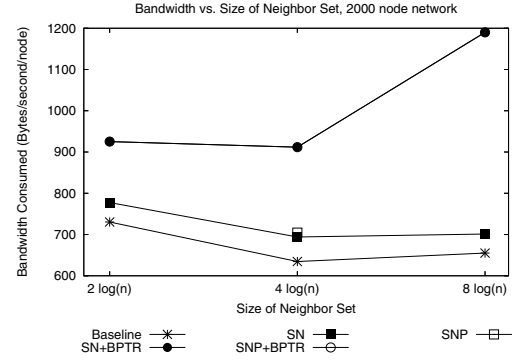 Bandwidth vs. Size of Neighbor Set, 2000 node network
Bandwidth Consumed (Bytes/second/node)
1200
1100
1000
900
800
700
600
2 log(n) 4 log(n) 8 log(n)
Size of Neighbor Set
Baseline SN SNP
SN+BPTR SNP+BPTR